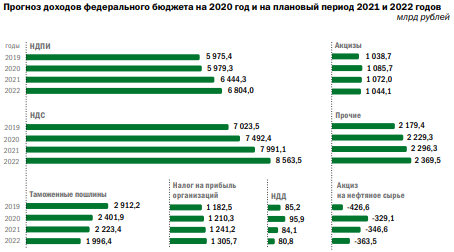 Прогноз доходов федерального бюджета на 2020 год и на плановый период 2021 и 2022 годов
млрд рублей
годы
НДПИ
2019 5 975,4
2020 5 979,3
2021 6 444,3
2022 6 804,0
Акцизы
1 038,7
1 085,7
1 072,0
1 044,1
НДС
2019 7 023,5
2020 7 492,4
2021 7 991,1
2022 8 563,5
Прочие
2 179,4
2 229,3
2 296,3
2 369,5
Таможенные пошлины
2019 2 912,2
2020 2 401,9
2021 2 223,4
2022 1 996,4
Налог на прибыль
организаций
1 182,5
1 210,3
1 241,2
1 305,7
НДД
85,2
95,9
84,1
80,8
Акциз
на нефтяное сырье
-426,6
-329,1
-346,6
-363,5